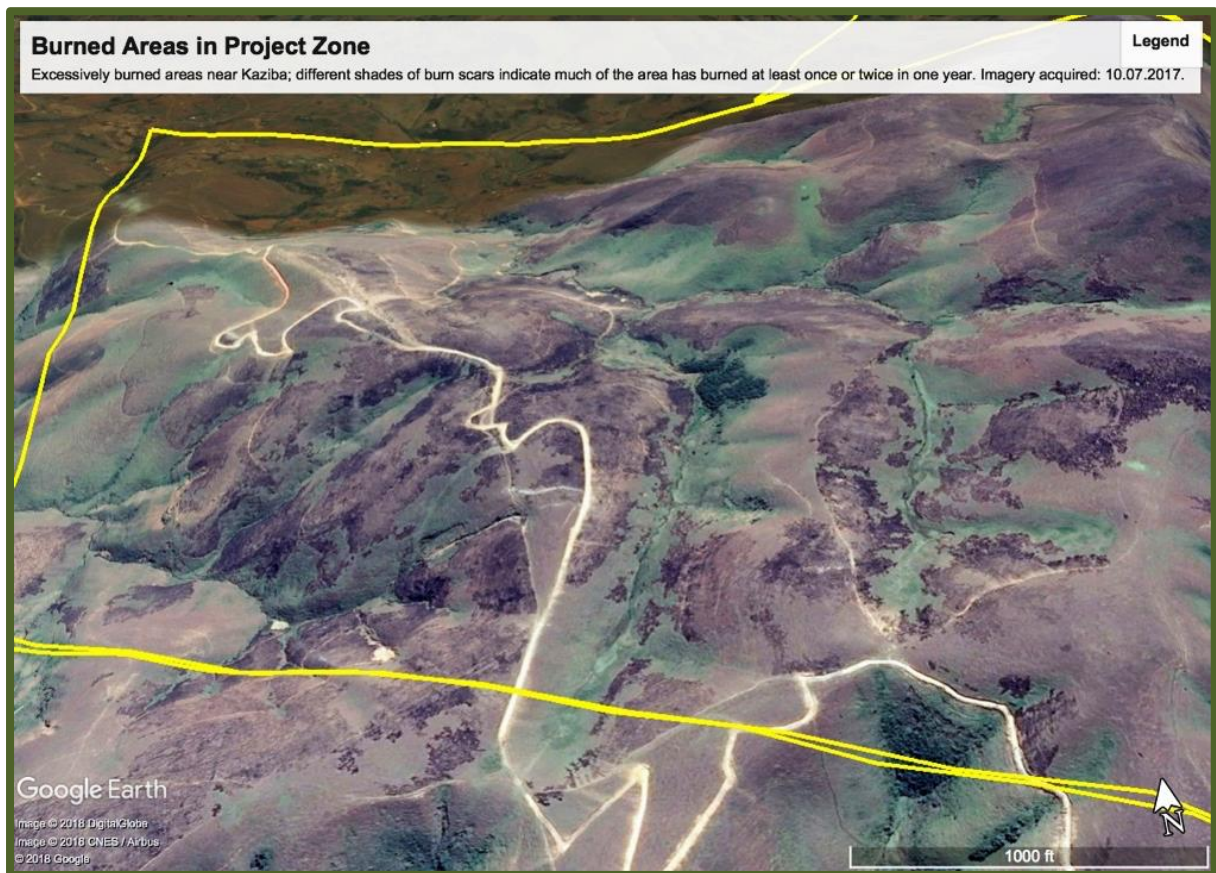 Burned Areas in Project Zone
Legend
Excessively burned areas near Kaziba; different shades of burn scars indicate much of the area has burned at least once or twice in one year. Imagery acquired: 10.07.2017.
Google Earth
Image © 2018 DigitalGlobe
Image © 2018 CNES / Airbus
© 2018 Google
N
1000 ft